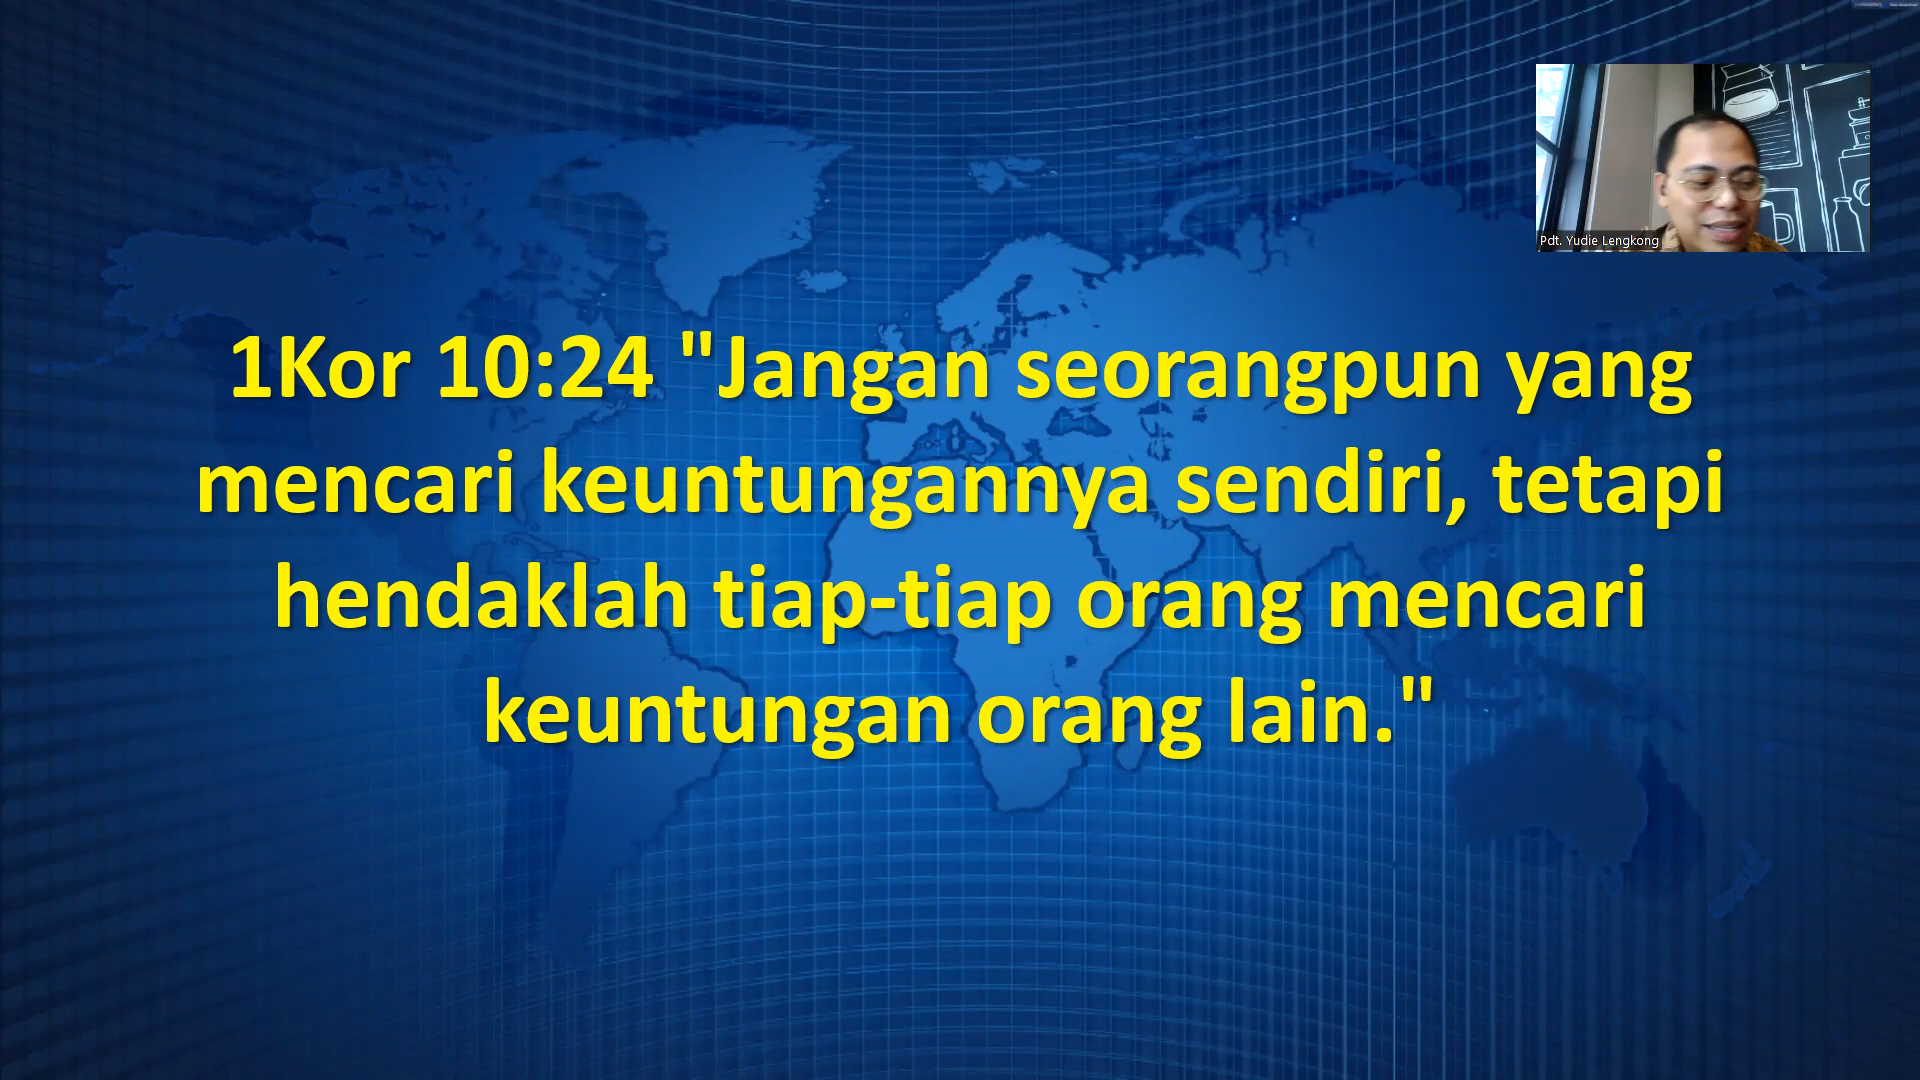 Pdt. Yudie Lengkong
1Kor 10:24 "Jangan seorangpun yang
mencari keuntungannya sendiri, tetapi
hendaklah tiap-tiap orang mencari
keuntungan orang lain."